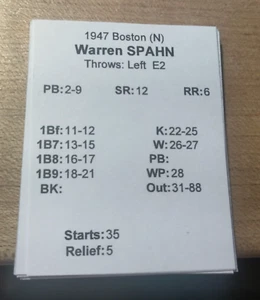 1947 Boston (N)
Warren SPAHN
Throws: Left E2
PB:2-9 SR:12 RR:6
1Bf:11-12 K:22-25
1B7:13-15 W:26-27
1B8:16-17 PB:
1B9:18-21 WP:28
BK: Out:31-88
Starts:35
Relief:5